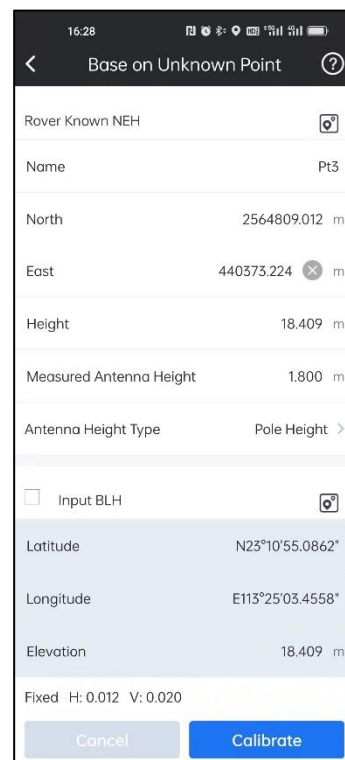 16:28
Base on Unknown Point
Rover Known NEH
Name Pt3
North 2564809.012 m
East 440373.224 m
Height 18.409 m
Measured Antenna Height 1.800 m
Antenna Height Type Pole Height >
Input BLH
Latitude N23°10'55.0862"
Longitude E113°25'03.4558"
Elevation 18.409 m
Fixed H: 0.012 V: 0.020
Cancel Calibrate